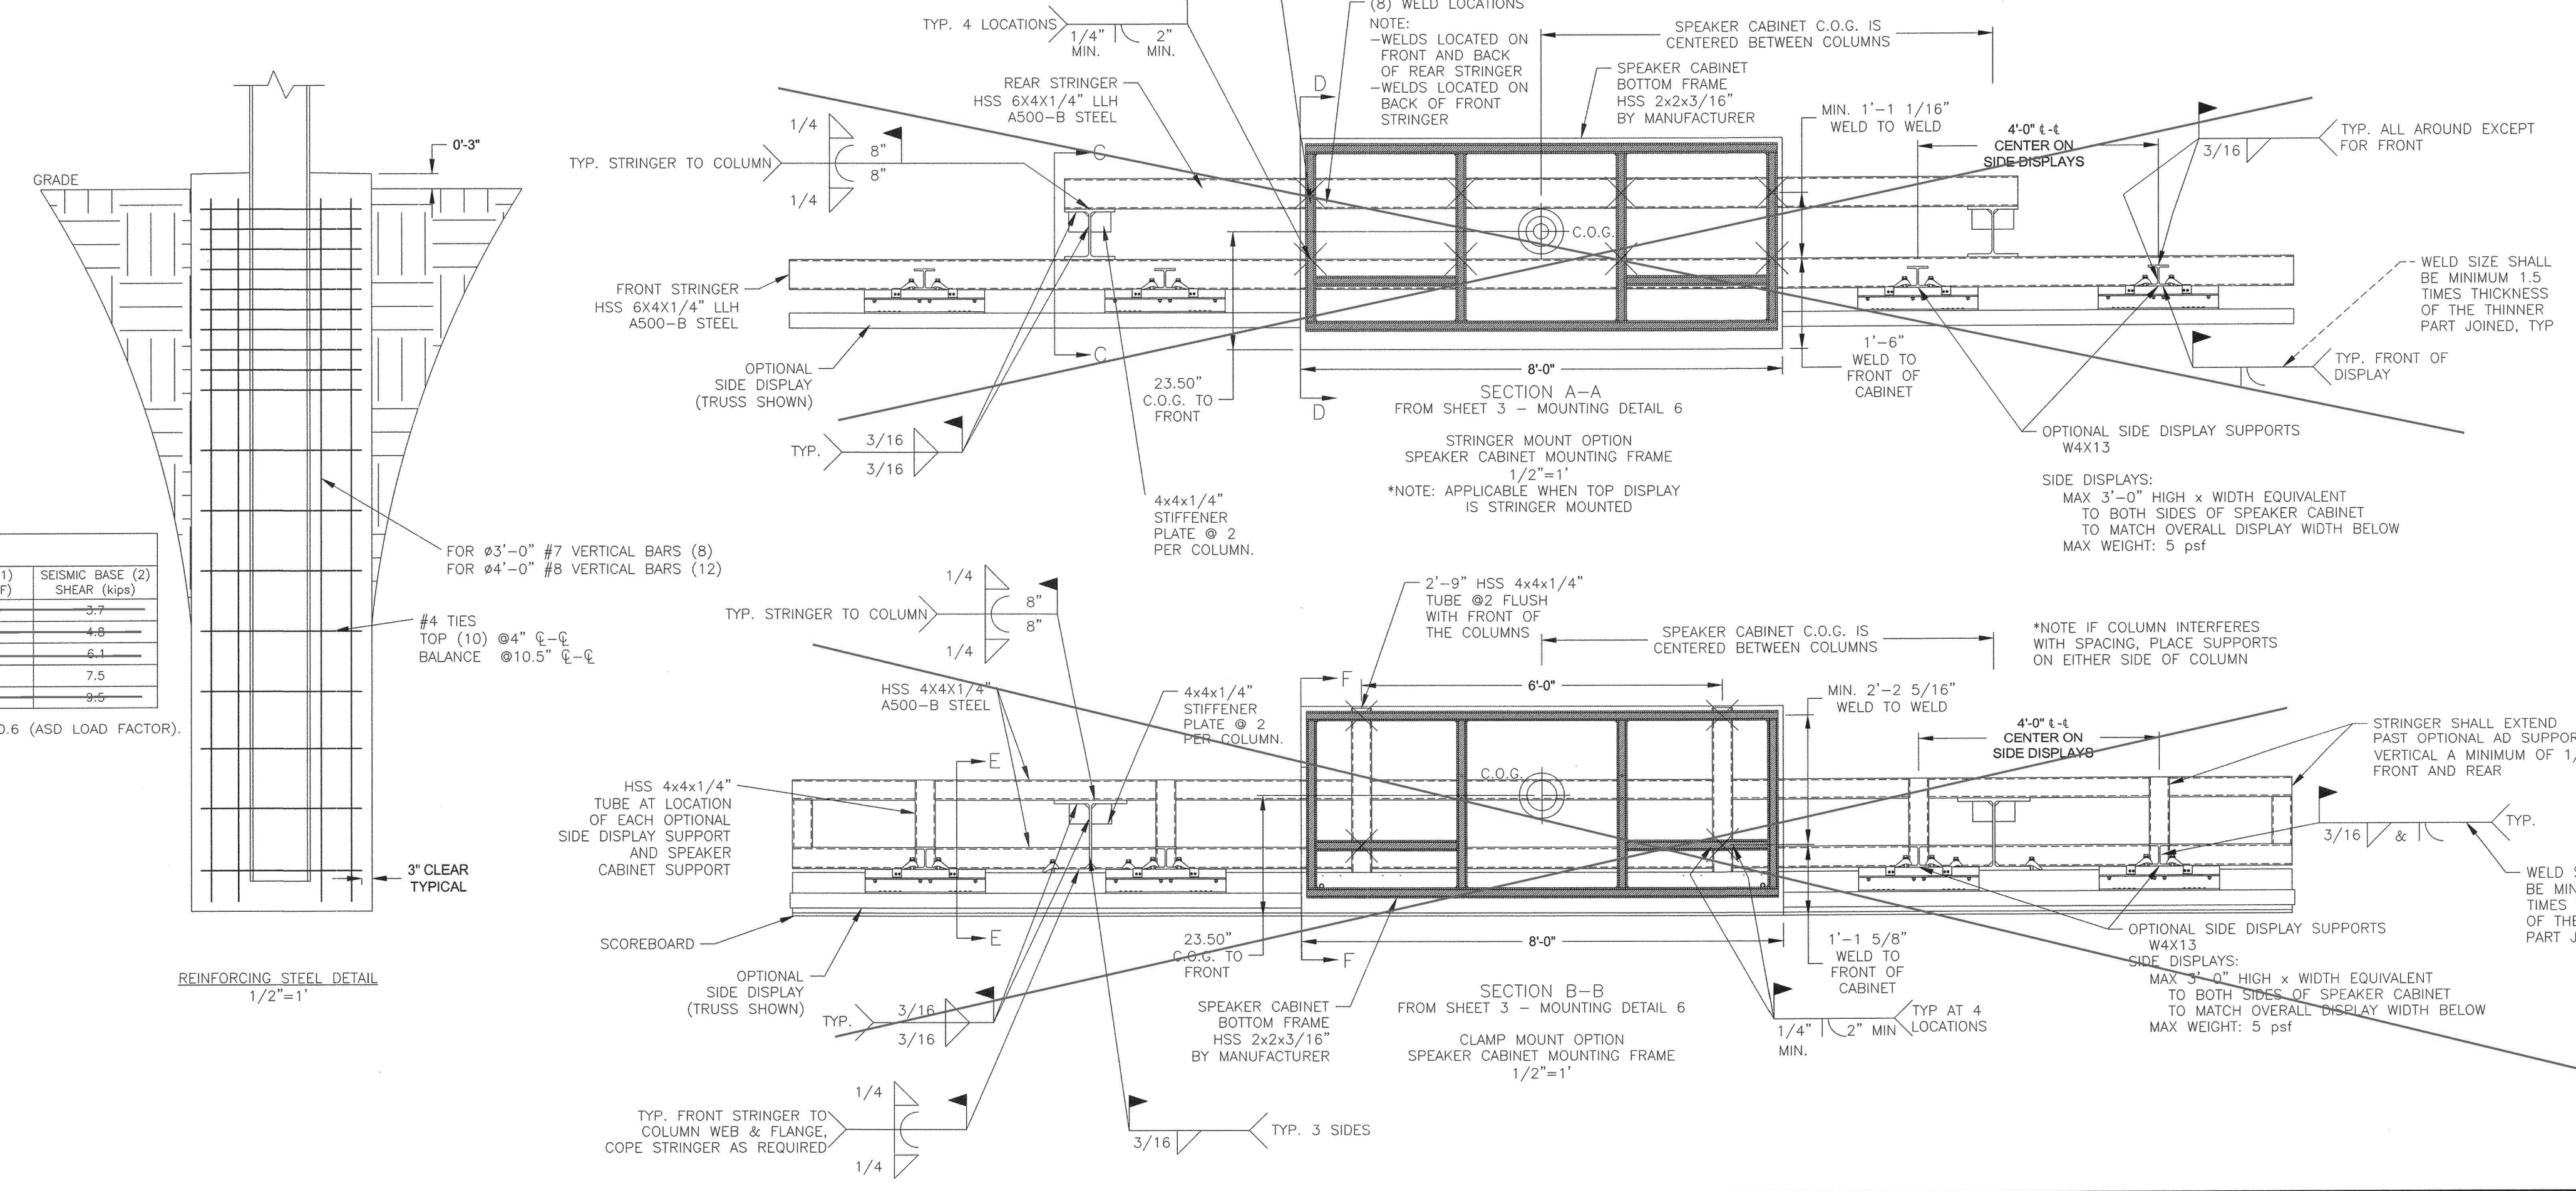 GRADE
0'-3"
FOR ø3'-0" #7 VERTICAL BARS (8)
FOR ø4'-0" #8 VERTICAL BARS (12)
#4 TIES
TOP (10) @4" ℄-℄
BALANCE @10.5" ℄-℄
3" CLEAR
TYPICAL
REINFORCING STEEL DETAIL
1/2"=1'
1)
F)
SEISMIC BASE (2)
SHEAR (kips)
3.7
4.8
6.1
7.5
9.5
0.6 (ASD LOAD FACTOR).
TYP. 4 LOCATIONS
1/4"
MIN.
2"
MIN.
(8) WELD LOCATIONS
NOTE:
-WELDS LOCATED ON
FRONT AND BACK
OF REAR STRINGER
-WELDS LOCATED ON
BACK OF FRONT
STRINGER
SPEAKER CABINET C.O.G. IS
CENTERED BETWEEN COLUMNS
SPEAKER CABINET
BOTTOM FRAME
HSS 2x2x3/16"
BY MANUFACTURER
REAR STRINGER
HSS 6X4X1/4" LLH
A500-B STEEL
D
MIN. 1'-1 1/16"
WELD TO WELD
4'-0" ℄-℄
CENTER ON
SIDE DISPLAYS
3/16
TYP. ALL AROUND EXCEPT
FOR FRONT
1/4
8"
TYP. STRINGER TO COLUMN
8"
1/4
C
C.O.G.
FRONT STRINGER
HSS 6X4X1/4" LLH
A500-B STEEL
WELD SIZE SHALL
BE MINIMUM 1.5
TIMES THICKNESS
OF THE THINNER
PART JOINED, TYP
C
OPTIONAL
SIDE DISPLAY
(TRUSS SHOWN)
23.50"
C.O.G. TO
FRONT
8'-0"
D
1'-6"
WELD TO
FRONT OF
CABINET
TYP. FRONT OF
DISPLAY
SECTION A-A
FROM SHEET 3 - MOUNTING DETAIL 6
STRINGER MOUNT OPTION
SPEAKER CABINET MOUNTING FRAME
1/2"=1'
*NOTE: APPLICABLE WHEN TOP DISPLAY
IS STRINGER MOUNTED
TYP.
3/16
3/16
4x4x1/4"
STIFFENER
PLATE @ 2
PER COLUMN.
OPTIONAL SIDE DISPLAY SUPPORTS
W4X13
SIDE DISPLAYS:
MAX 3'-0" HIGH x WIDTH EQUIVALENT
TO BOTH SIDES OF SPEAKER CABINET
TO MATCH OVERALL DISPLAY WIDTH BELOW
MAX WEIGHT: 5 psf
1/4
8"
TYP. STRINGER TO COLUMN
8"
1/4
2'-9" HSS 4x4x1/4"
TUBE @2 FLUSH
WITH FRONT OF
THE COLUMNS
SPEAKER CABINET C.O.G. IS
CENTERED BETWEEN COLUMNS
*NOTE IF COLUMN INTERFERES
WITH SPACING, PLACE SUPPORTS
ON EITHER SIDE OF COLUMN
HSS 4X4X1/4"
A500-B STEEL
4x4x1/4"
STIFFENER
PLATE @ 2
PER COLUMN.
F
6'-0"
MIN. 2'-2 5/16"
WELD TO WELD
4'-0" ℄-℄
CENTER ON
SIDE DISPLAYS
STRINGER SHALL EXTEND
PAST OPTIONAL AD SUPPOR
VERTICAL A MINIMUM OF 1/
FRONT AND REAR
E
C.O.G.
HSS 4x4x1/4"
TUBE AT LOCATION
OF EACH OPTIONAL
SIDE DISPLAY SUPPORT
AND SPEAKER
CABINET SUPPORT
3/16
&
TYP.
WELD S
BE MIN
TIMES
OF THE
PART J
SCOREBOARD
E
23.50"
C.O.G. TO
FRONT
8'-0"
F
1'-1 5/8"
WELD TO
FRONT OF
CABINET
OPTIONAL SIDE DISPLAY SUPPORTS
W4X13
SIDE DISPLAYS:
MAX 3'-0" HIGH x WIDTH EQUIVALENT
TO BOTH SIDES OF SPEAKER CABINET
TO MATCH OVERALL DISPLAY WIDTH BELOW
MAX WEIGHT: 5 psf
OPTIONAL
SIDE DISPLAY
(TRUSS SHOWN)
TYP.
3/16
3/16
SPEAKER CABINET
BOTTOM FRAME
HSS 2x2x3/16"
BY MANUFACTURER
SECTION B-B
FROM SHEET 3 - MOUNTING DETAIL 6
CLAMP MOUNT OPTION
SPEAKER CABINET MOUNTING FRAME
1/2"=1'
1/4"
MIN.
2" MIN
TYP AT 4
LOCATIONS
1/4
TYP. FRONT STRINGER TO
COLUMN WEB & FLANGE,
COPE STRINGER AS REQUIRED
1/4
3/16
TYP. 3 SIDES